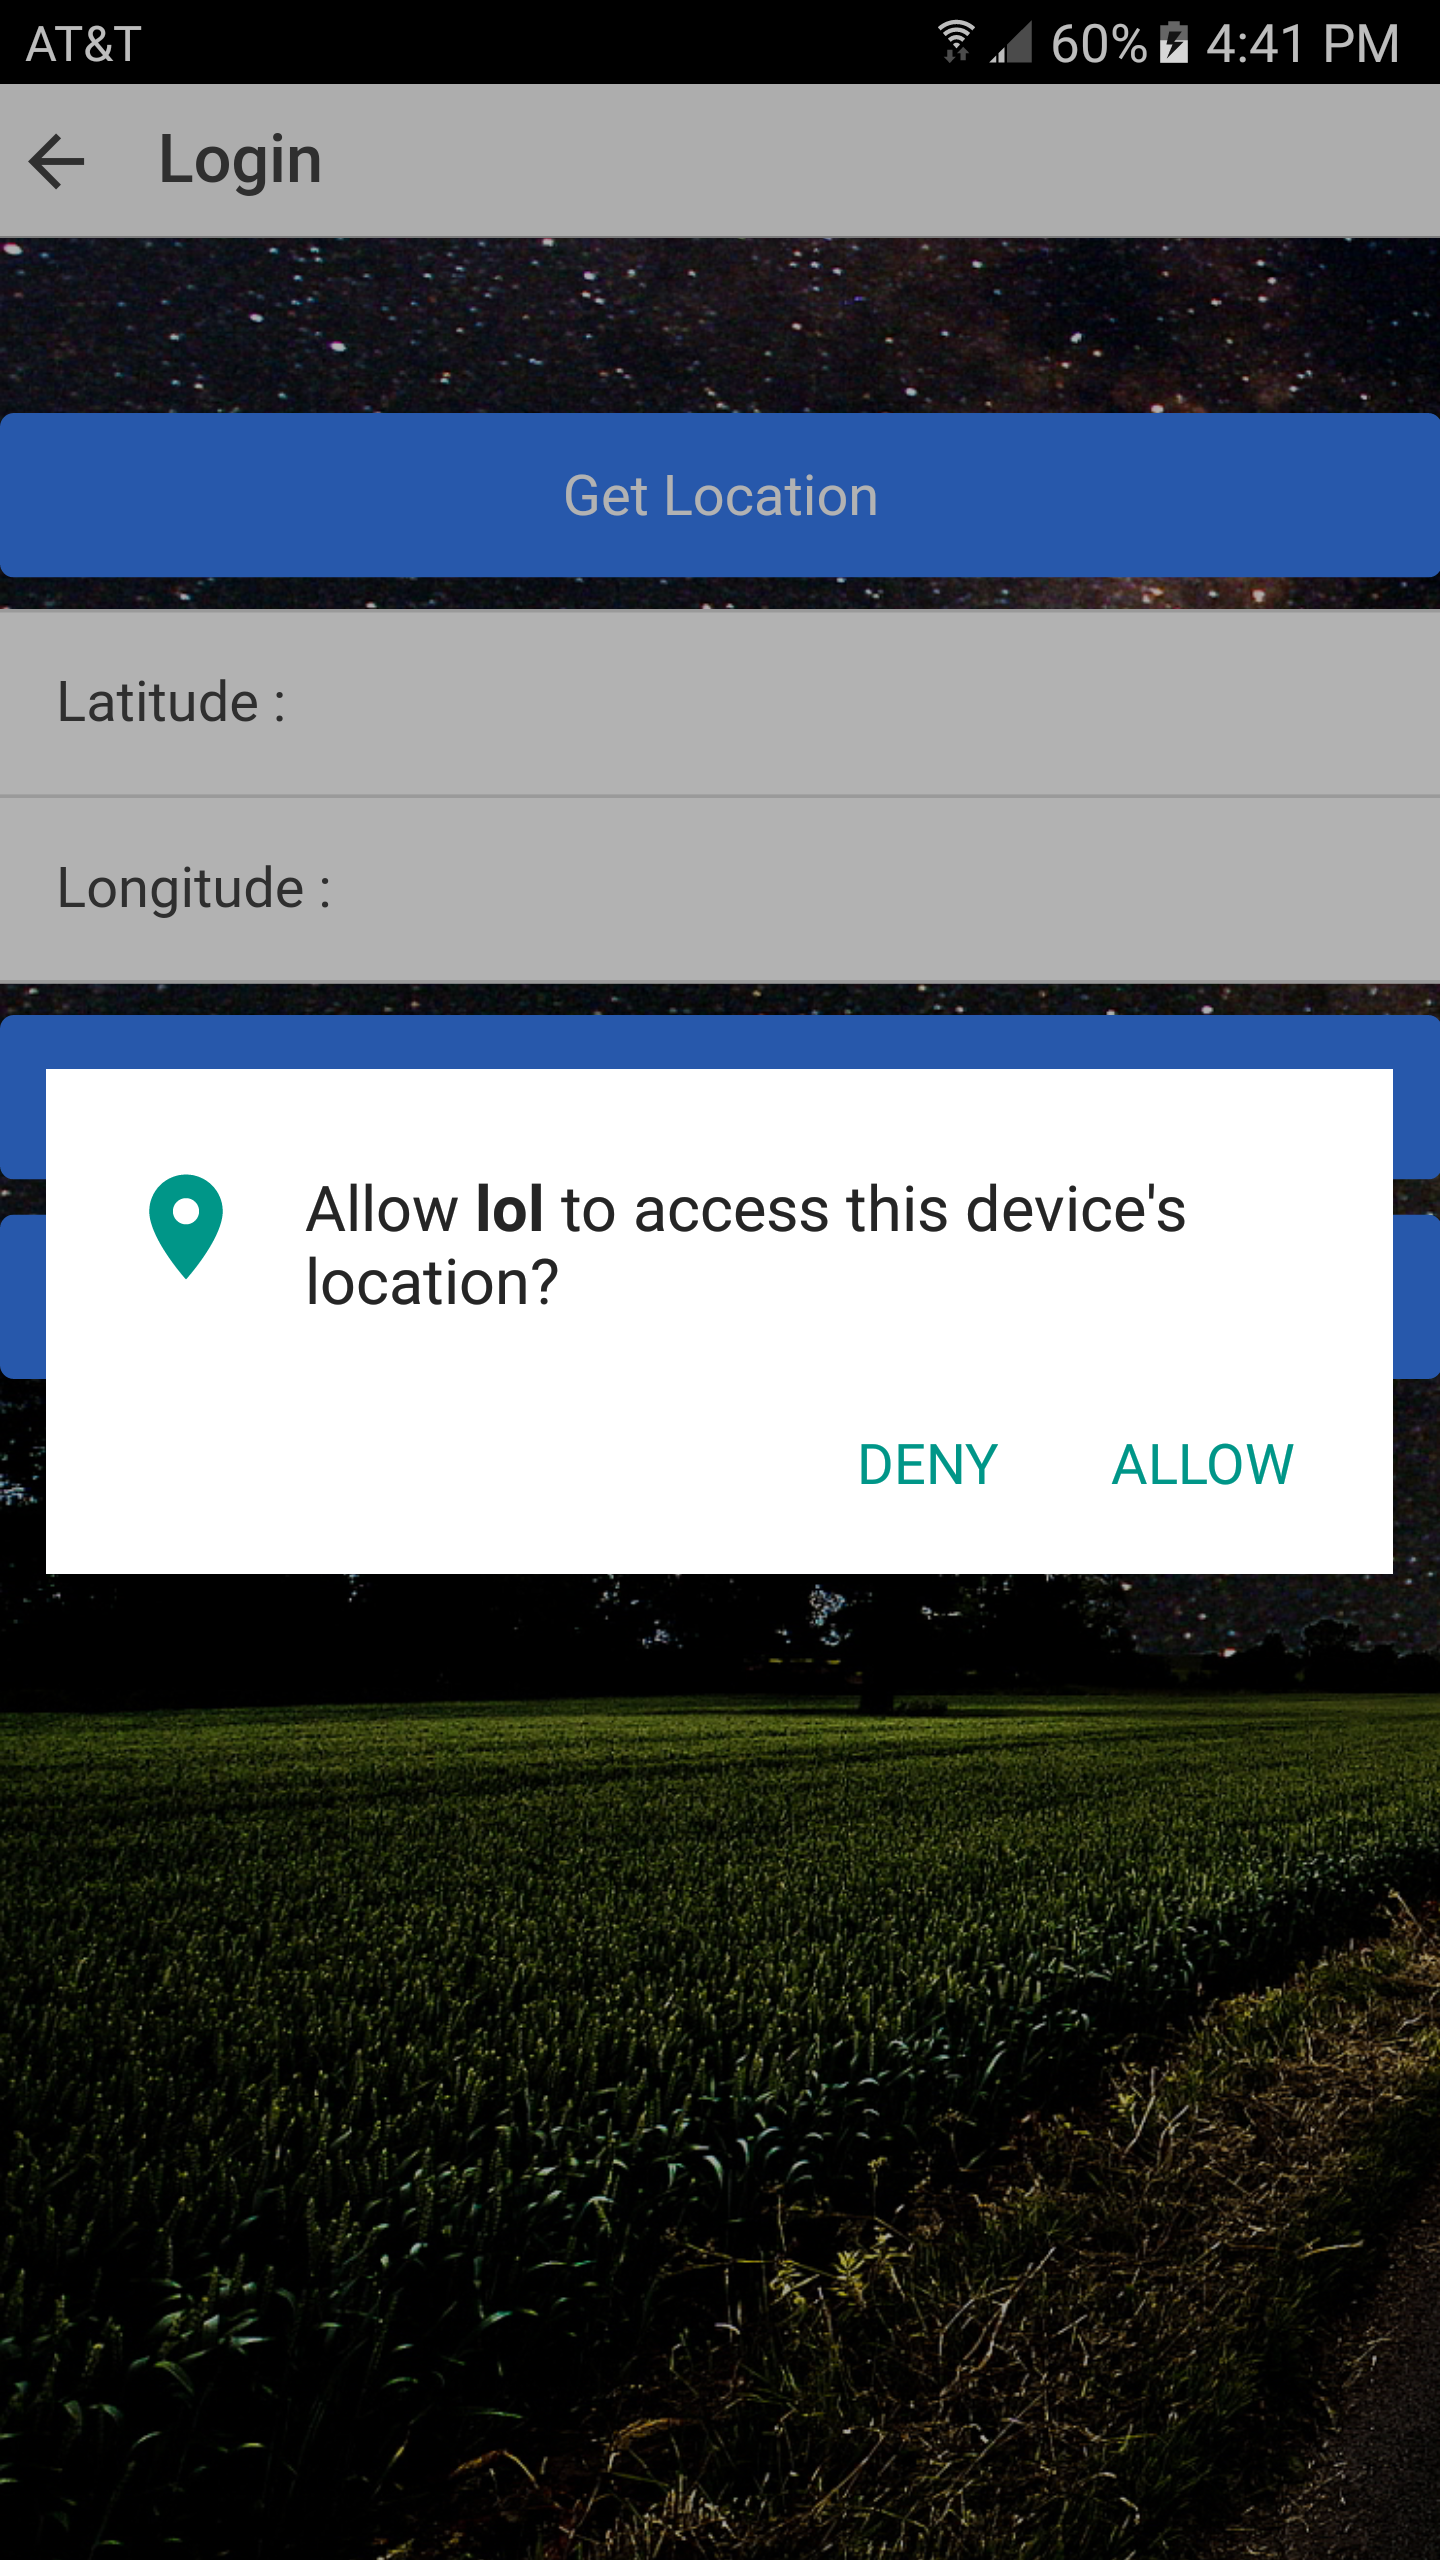 AT&T 60% 4:41 PM
Login
Get Location
Latitude :
Longitude :
Allow lol to access this device's
location?
DENY ALLOW